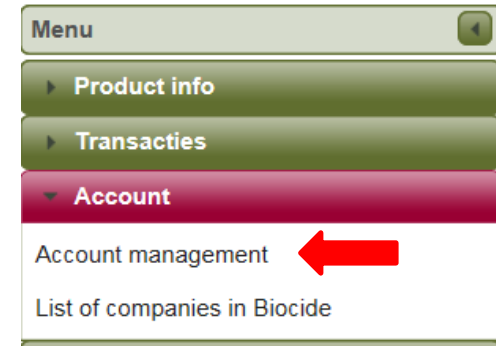 Menu
Product info
Transacties
Account
Account management
List of companies in Biocide